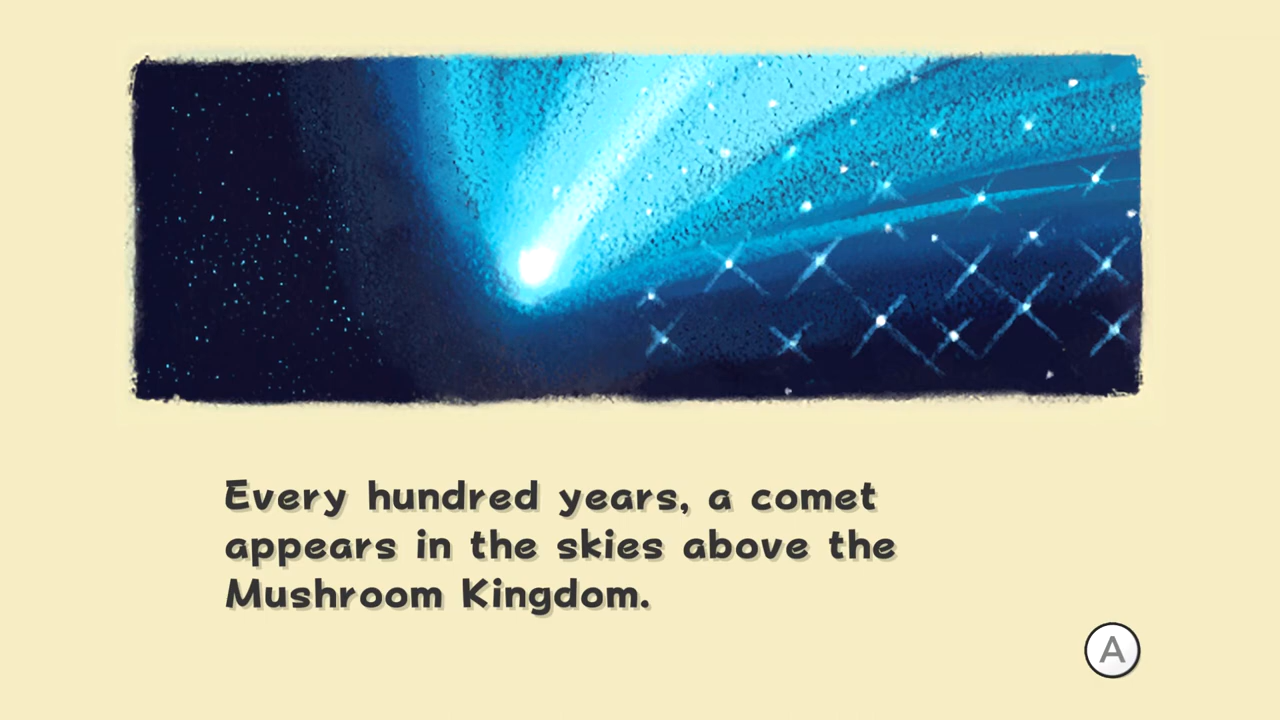 Every hundred years, a comet
appears in the skies above the
Mushroom Kingdom.
A